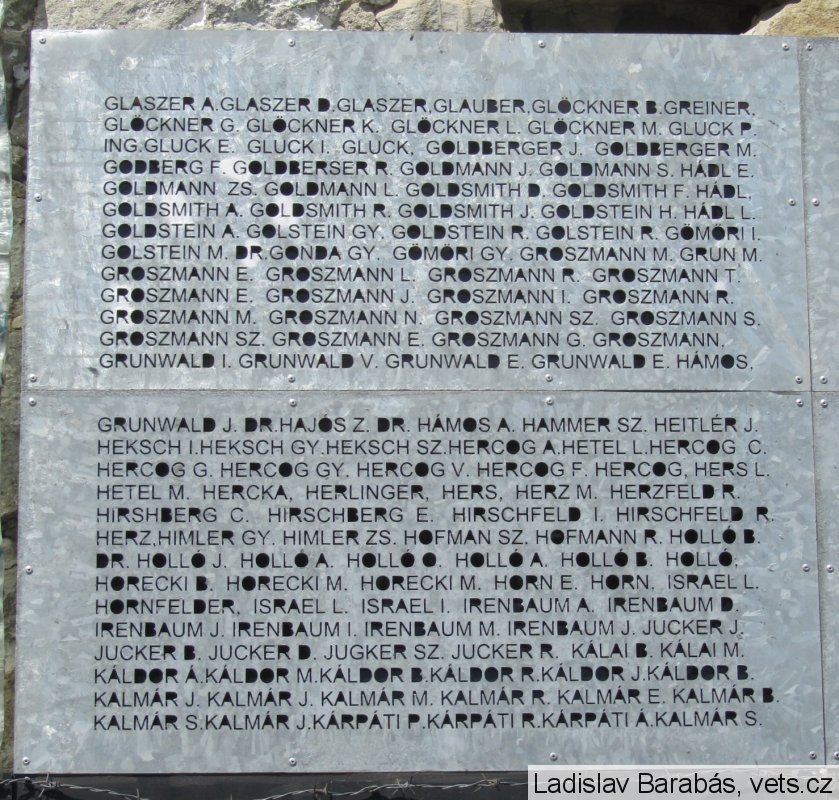 GLASZER A.GLASZER D.GLASZER,GLAUBER,GLÖCKNER B.GREINER,
GLÖCKNER G. GLÖCKNER K. GLÖCKNER L. GLÖCKNER M. GLUCK P.
ING.GLUCK E. GLUCK I. GLUCK, GOLDBERGER J. GOLDBERGER M.
GODBERG F. GOLDBERSER R. GOLDMANN J. GOLDMANN S. HÁDL E.
GOLDMANN ZS. GOLDMANN L. GOLDSMITH D. GOLDSMITH F. HÁDL,
GOLDSMITH A. GOLDSMITH R. GOLDSMITH J. GOLDSTEIN H. HÁDL L.
GOLDSTEIN A. GOLSTEIN GY. GOLDSTEIN R. GOLSTEIN R. GÖMÖRI I.
GOLSTEIN M. DR.GONDA GY. GÖMÖRI GY. GROSZMANN M. GRUN M.
GROSZMANN E. GROSZMANN L. GROSZMANN R. GROSZMANN T.
GROSZMANN E. GROSZMANN J. GROSZMANN I. GROSZMANN R.
GROSZMANN M. GROSZMANN N. GROSZMANN SZ. GROSZMANN S.
GROSZMANN SZ. GROSZMANN E. GROSZMANN G. GROSZMANN,
GRUNWALD I. GRUNWALD V. GRUNWALD E. GRUNWALD E. HÁMOS,
GRUNWALD J. DR.HAJÓS Z. DR. HÁMOS A. HAMMER SZ. HEITLÉR J.
HEKSCH I.HEKSCH GY.HEKSCH SZ.HERCOG A.HETEL L.HERCOG C.
HERCOG G. HERCOG GY. HERCOG V. HERCOG F. HERCOG, HERS L.
HETEL M. HERCKA, HERLINGER, HERS, HERZ M. HERZFELD R.
HIRSHBERG C. HIRSCHBERG E. HIRSCHFELD I. HIRSCHFELD R.
HERZ.HIMLER GY. HIMLER ZS. HOFMAN SZ. HOFMANN R. HOLLÓ B.
DR. HOLLÓ J. HOLLÓ A. HOLLÓ O. HOLLÓ A. HOLLÓ B. HOLLÓ,
HORECKI B. HORECKI M. HORECKI M. HORN E. HORN, ISRAEL L.
HORNFELDER, ISRAEL L. ISRAEL I. IRENBAUM A. IRENBAUM D.
IRENBAUM J. IRENBAUM I. IRENBAUM M. IRENBAUM J. JUCKER J.
JUCKER B. JUCKER D. JUGKER SZ. JUCKER R. KÁLAI B. KÁLAI M.
KÁLDOR Á.KÁLDOR M.KÁLDOR B.KÁLDOR R.KÁLDOR J.KÁLDOR B.
KALMÁR J. KALMÁR J. KALMÁR M. KALMÁR R. KALMÁR E. KALMÁR B.
KALMÁR S.KALMÁR J.KÁRPÁTI P.KÁRPÁTI R.KÁRPÁTI Á.KALMÁR S.
Ladislav Barabás, vets.cz